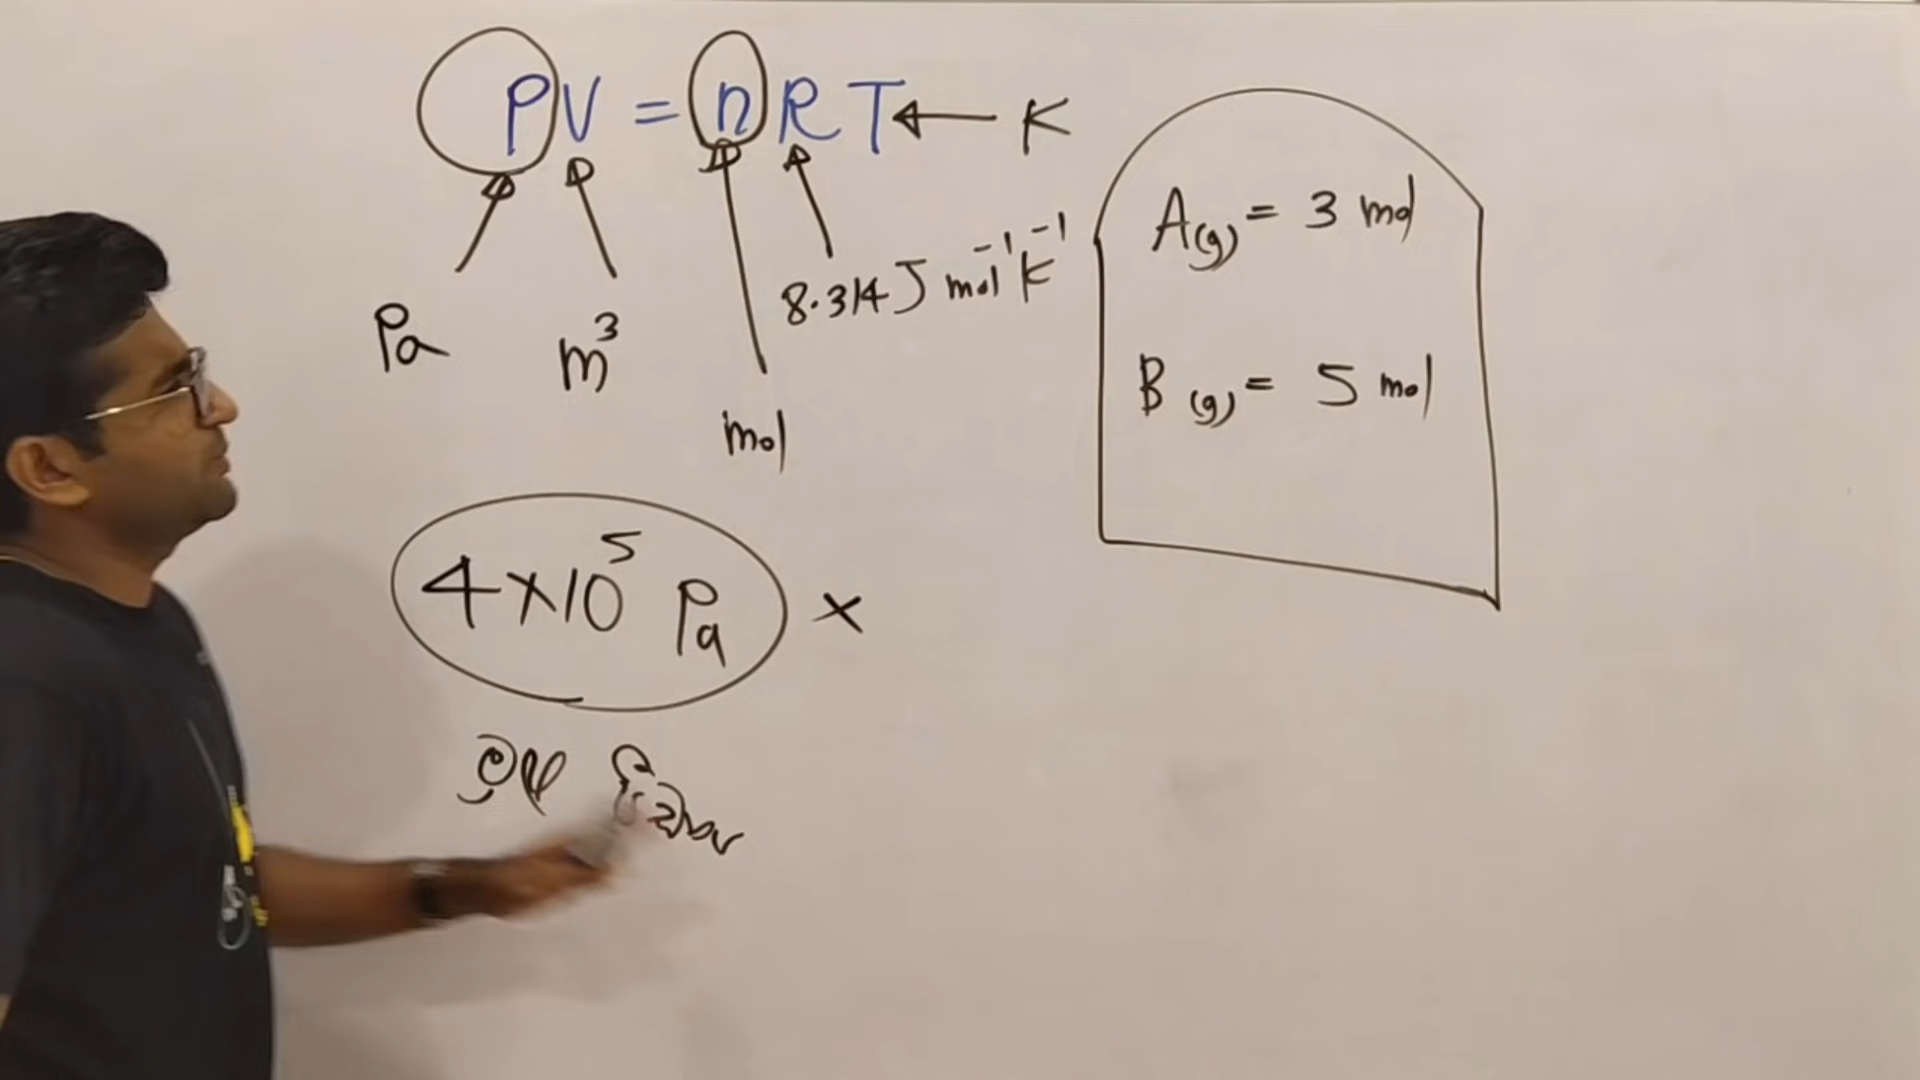 PV = nRT ← K
Pa
m³
mol
8.314 J mol⁻¹ K⁻¹
A(g) = 3 mol
B(g) = 5 mol
4×10⁵ Pa ×